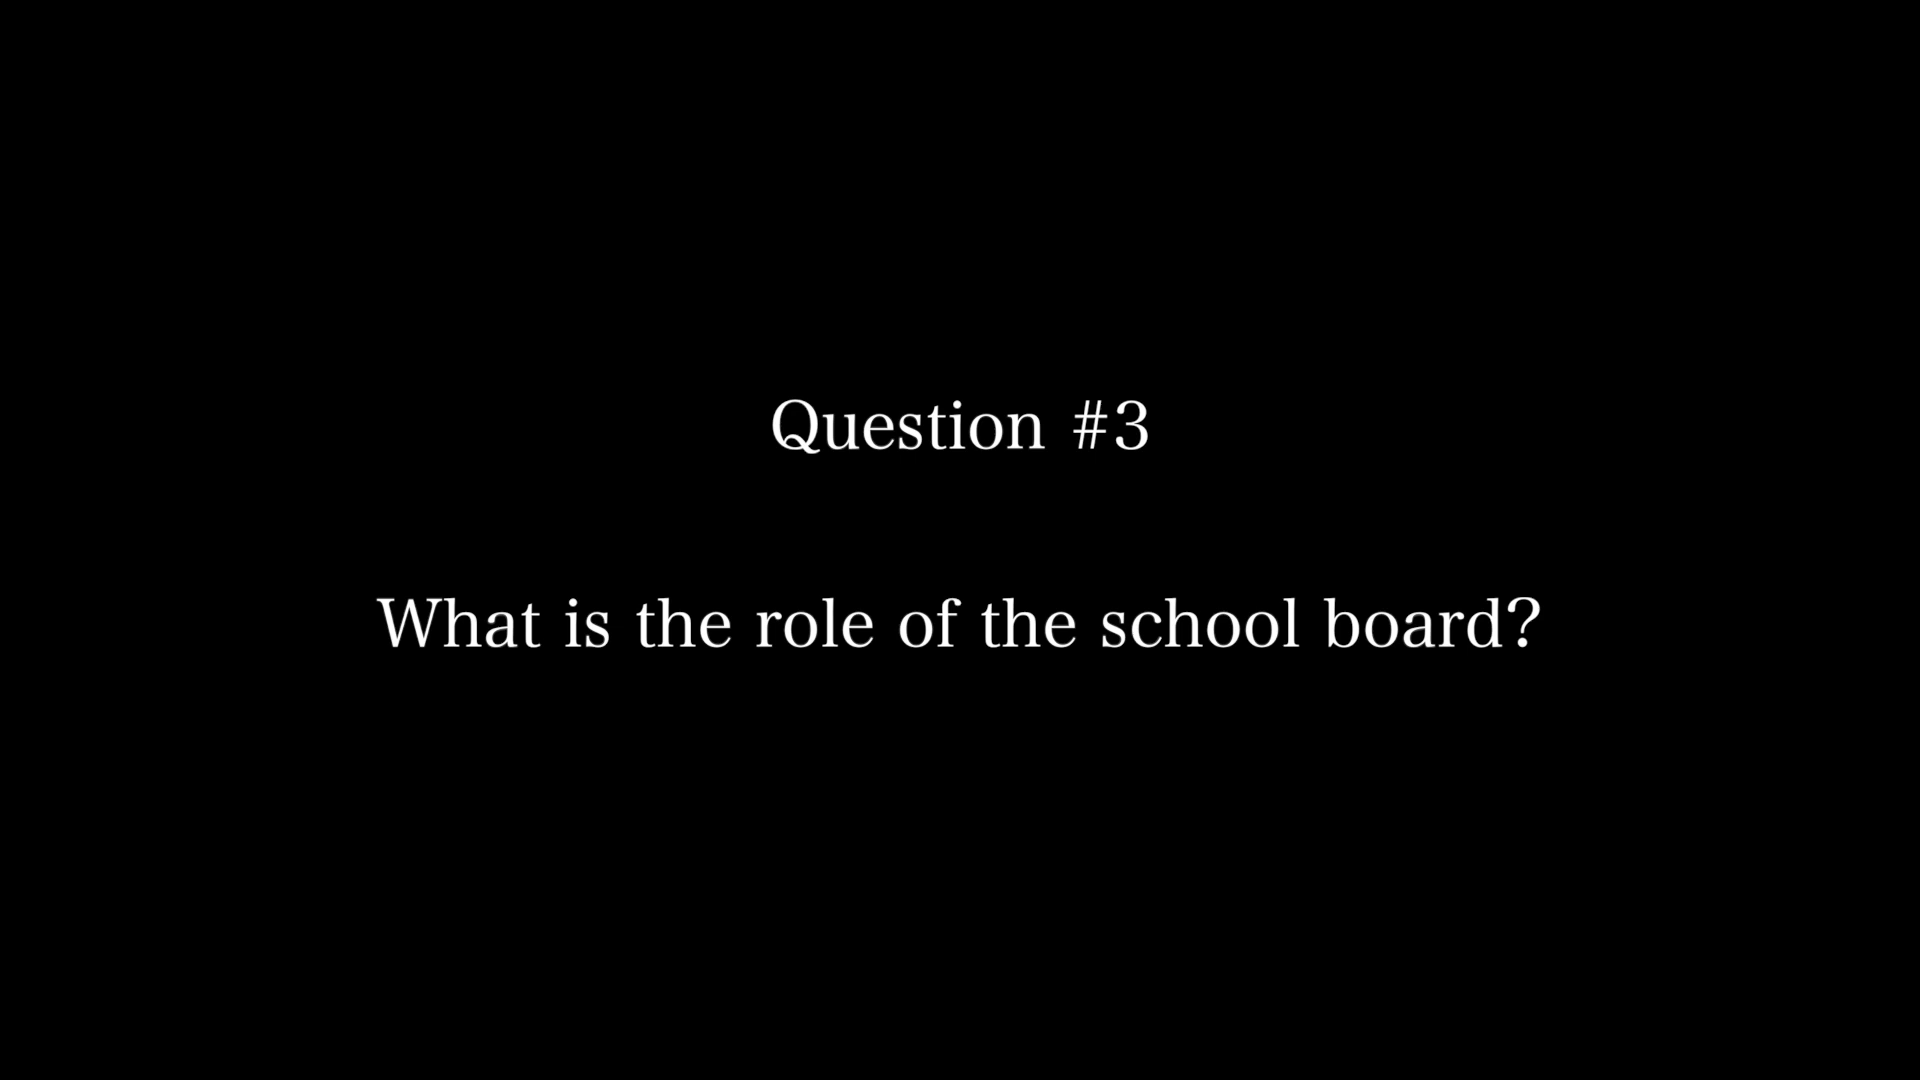 Question #3
What is the role of the school board?